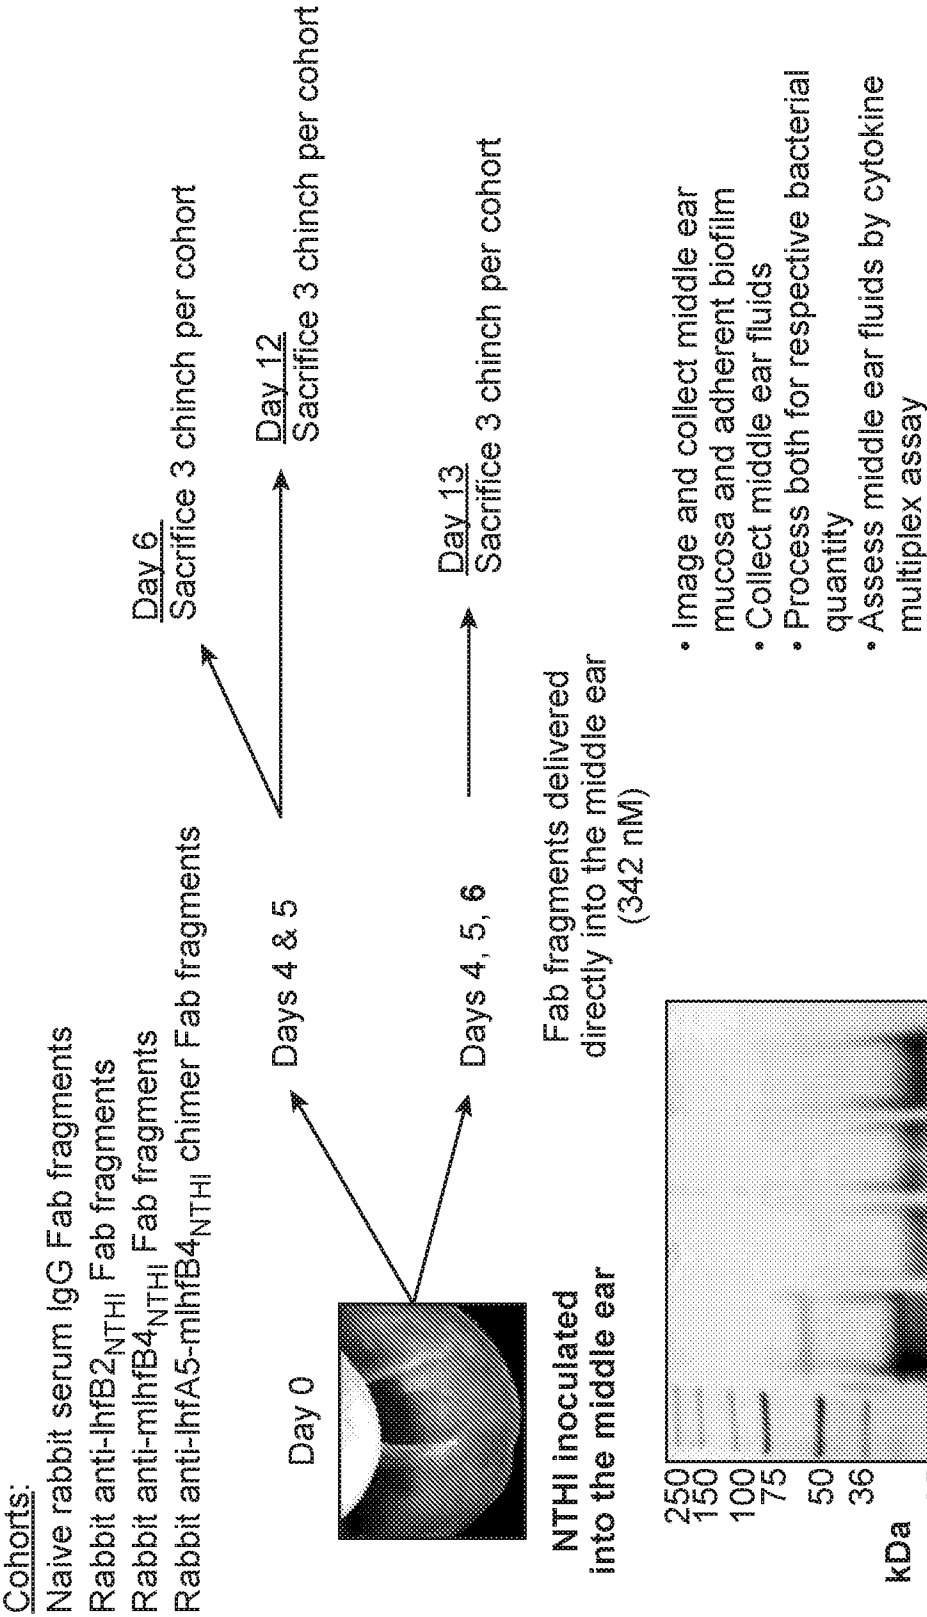 Cohorts:
Naive rabbit serum IgG Fab fragments
Rabbit anti-IhfB2NTHI Fab fragments
Rabbit anti-mIhfB4NTHI Fab fragments
Rabbit anti-IhfA5-mIhfB4NTHI chimer Fab fragments
Day 0
NTHI inoculated
into the middle ear
Days 4 & 5
Days 4, 5, 6
Fab fragments delivered
directly into the middle ear
(342 nM)
Day 6
Sacrifice 3 chinch per cohort
Day 12
Sacrifice 3 chinch per cohort
Day 13
Sacrifice 3 chinch per cohort
250
150
100
75
50
36
kDa
• Image and collect middle ear
mucosa and adherent biofilm
• Collect middle ear fluids
• Process both for respective bacterial
quantity
• Assess middle ear fluids by cytokine
multiplex assay